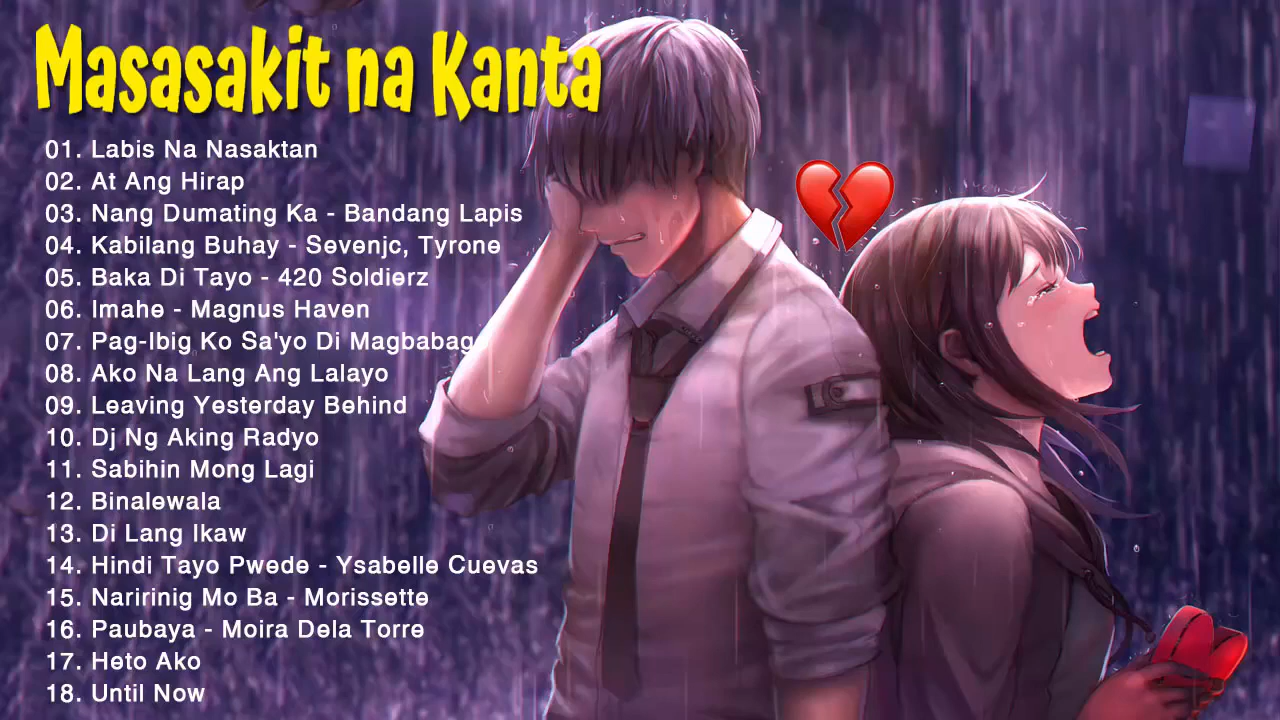 Masasakit na Kanta
01. Labis Na Nasaktan
02. At Ang Hirap
03. Nang Dumating Ka - Bandang Lapis
04. Kabilang Buhay - Sevenjc, Tyrone
05. Baka Di Tayo - 420 Soldierz
06. Imahe - Magnus Haven
07. Pag-Ibig Ko Sa'yo Di Magbabag
08. Ako Na Lang Ang Lalayo
09. Leaving Yesterday Behind
10. Dj Ng Aking Radyo
11. Sabihin Mong Lagi
12. Binalewala
13. Di Lang Ikaw
14. Hindi Tayo Pwede - Ysabelle Cuevas
15. Naririnig Mo Ba - Morissette
16. Paubaya - Moira Dela Torre
17. Heto Ako
18. Until Now